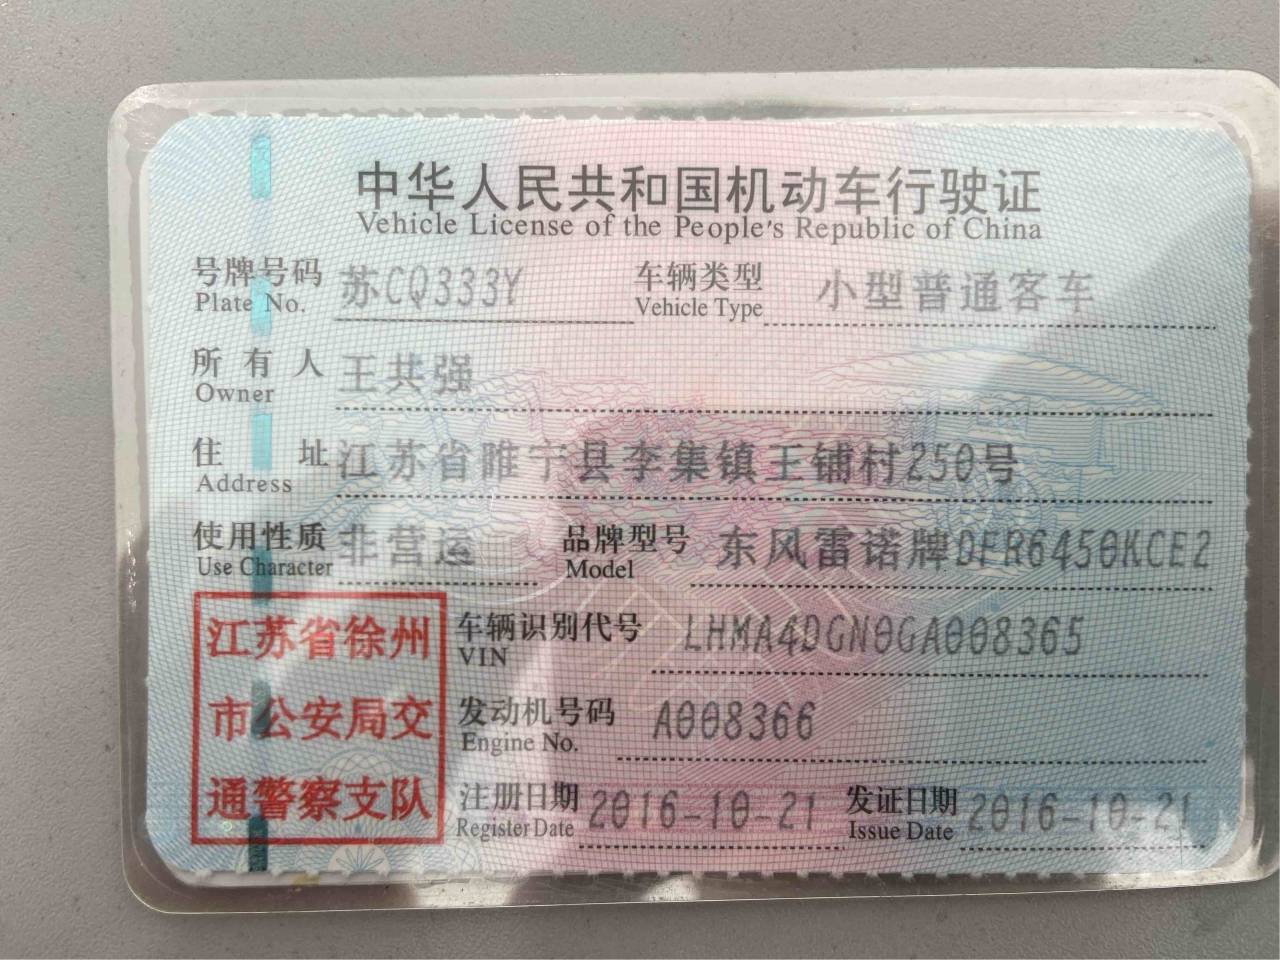 中华人民共和国机动车行驶证
Vehicle License of the People's Republic of China
号牌号码 苏CQ333Y 车辆类型 小型普通客车
Plate No. Vehicle Type
所有人 王共强
Owner
住址 江苏省睢宁县李集镇王铺村250号
Address
使用性质 非营运 品牌型号 东风雷诺牌DFR6450KCE2
Use Character Model
江苏省徐州
市公安局交
通警察支队
车辆识别代号 LHMA4DGN0GA008365
VIN
发动机号码 A008366
Engine No.
注册日期 2016-10-21 发证日期 2016-10-21
Register Date Issue Date